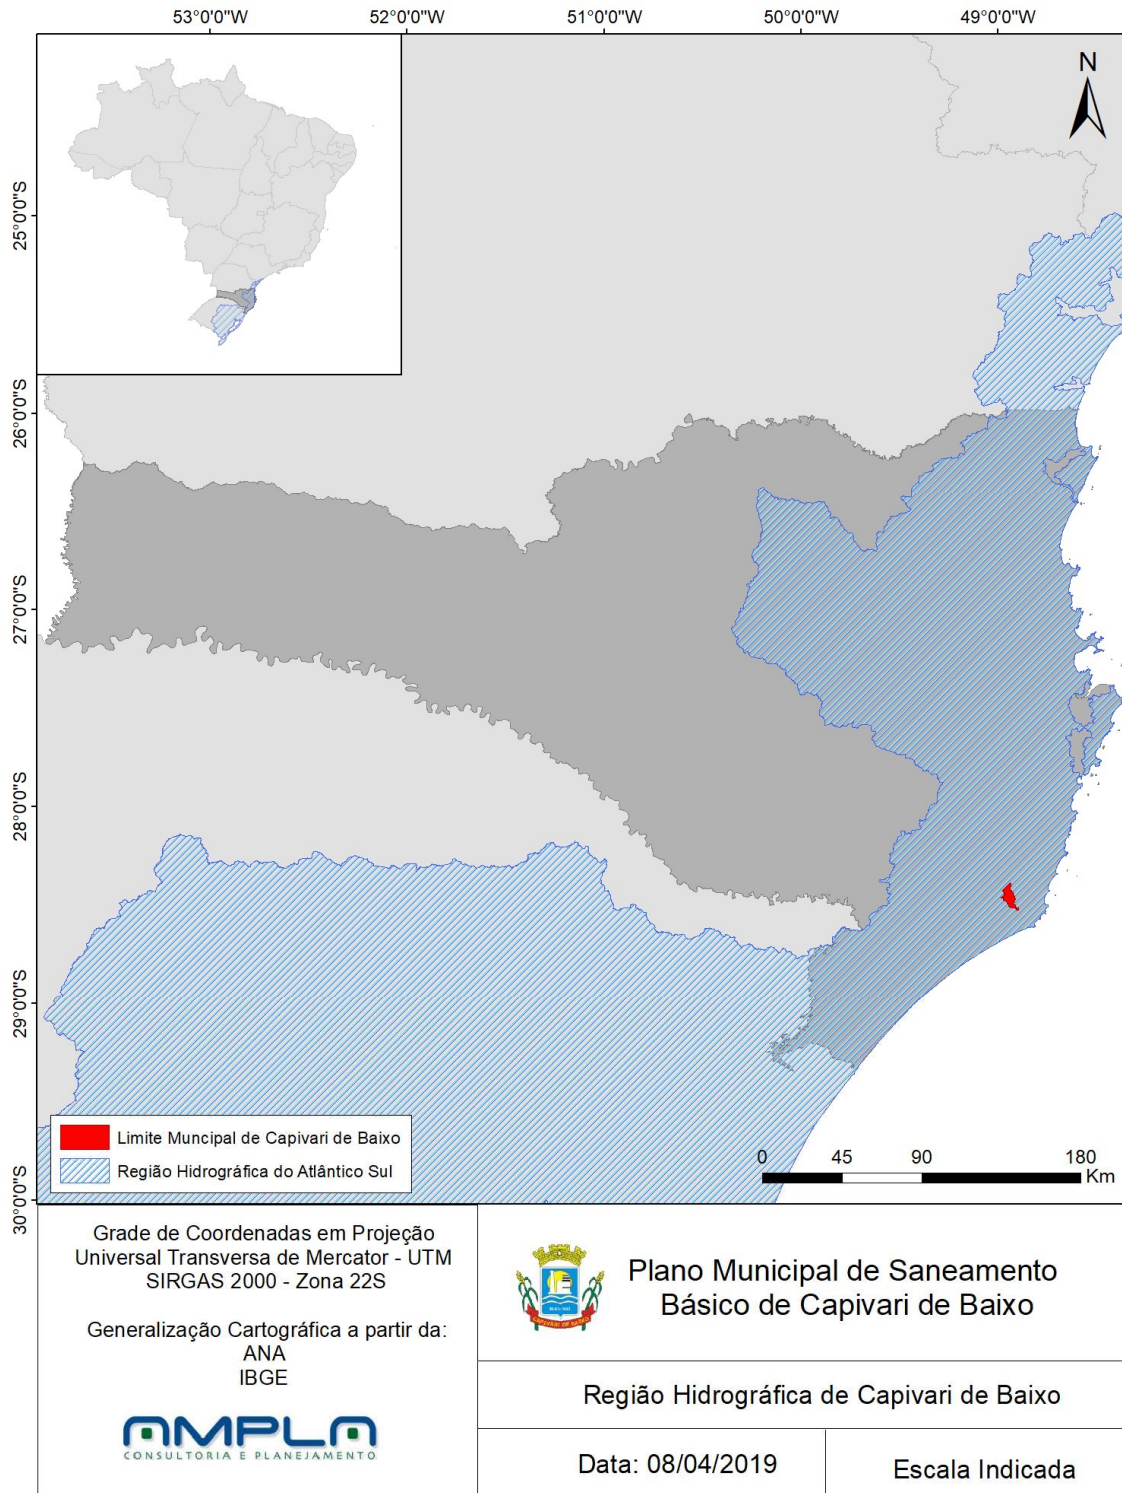 53°0'0"W
52°0'0"W
51°0'0"W
50°0'0"W
49°0'0"W
N
25°0'0"S
26°0'0"S
27°0'0"S
28°0'0"S
29°0'0"S
30°0'0"S
Limite Muncipal de Capivari de Baixo
Região Hidrográfica do Atlântico Sul
0 45 90 180
Km
Grade de Coordenadas em Projeção
Universal Transversa de Mercator - UTM
SIRGAS 2000 - Zona 22S
Generalização Cartográfica a partir da:
ANA
IBGE
AMPLA
CONSULTORIA E PLANEJAMENTO
CAPIVARI DE BAIXO
Plano Municipal de Saneamento
Básico de Capivari de Baixo
Região Hidrográfica de Capivari de Baixo
Data: 08/04/2019
Escala Indicada